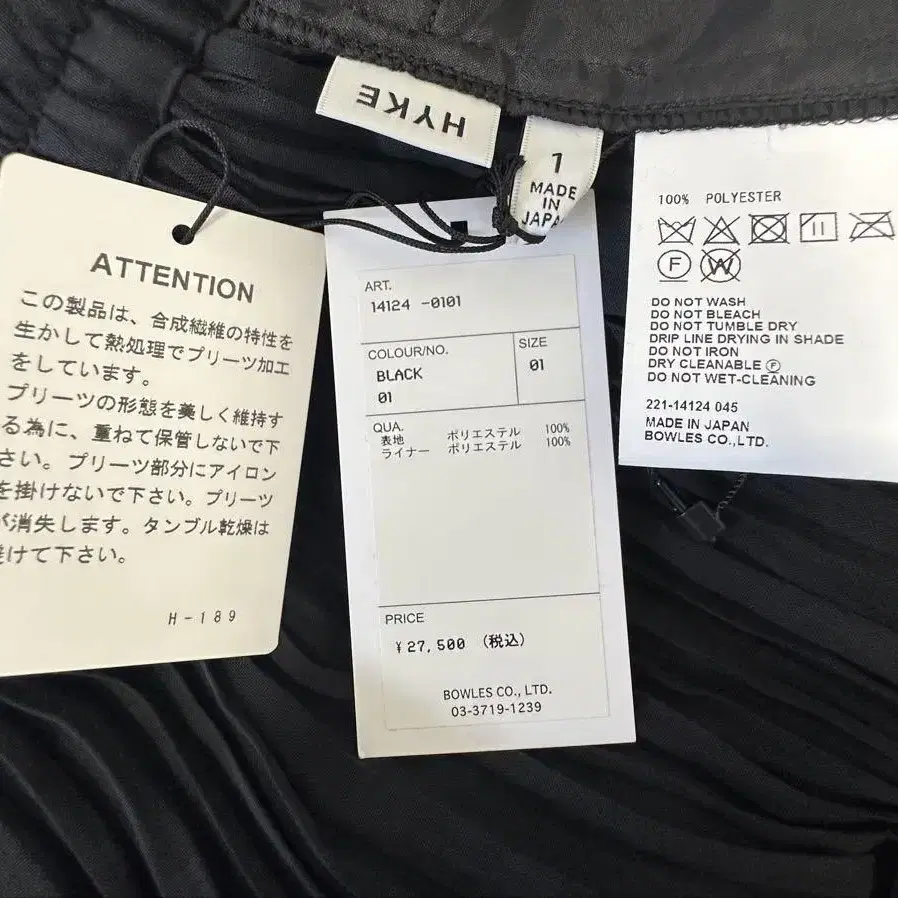 HYKE
1
MADE
IN
JAPA
ATTENTION
この製品は、合成繊維の特性を
生かして熱処理でプリーツ加工
をしています。
プリーツの形態を美しく維持す
る為に、重ねて保管しないで下
さい。プリーツ部分にアイロン
を掛けないで下さい。プリーツ
が消失します。タンブル乾燥は
避けて下さい。
H-189
ART.
14124 -0101
COLOUR/NO.
SIZE
BLACK
01
01
QUA.
表地 ポリエステル 100%
ライナー ポリエステル 100%
PRICE
¥27,500 (税込)
BOWLES CO., LTD.
03-3719-1239
100% POLYESTER
F
W
DO NOT WASH
DO NOT BLEACH
DO NOT TUMBLE DRY
DRIP LINE DRYING IN SHADE
DO NOT IRON
DRY CLEANABLE Ⓕ
DO NOT WET-CLEANING
221-14124 045
MADE IN JAPAN
BOWLES CO.,LTD.